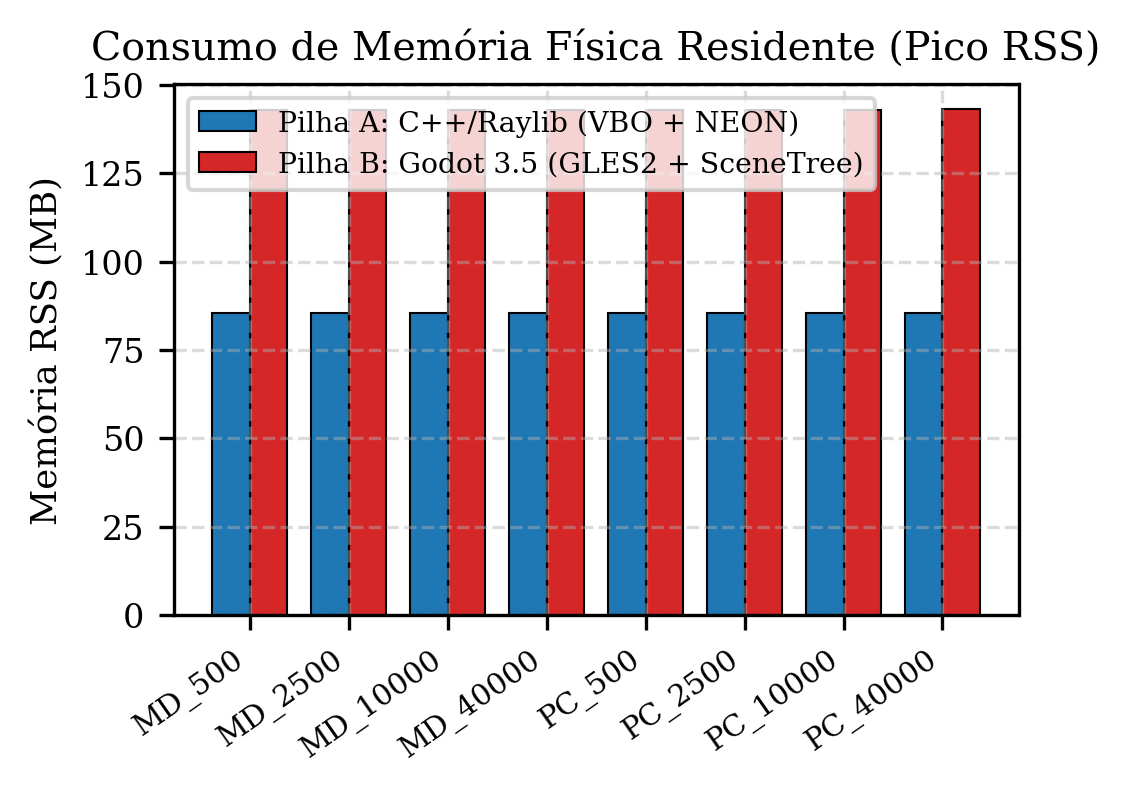 Consumo de Memória Física Residente (Pico RSS)
150
125
100
75
50
25
0
Memória RSS (MB)
Pilha A: C++/Raylib (VBO + NEON)
Pilha B: Godot 3.5 (GLES2 + SceneTree)
MD_500
MD_2500
MD_10000
MD_40000
PC_500
PC_2500
PC_10000
PC_40000